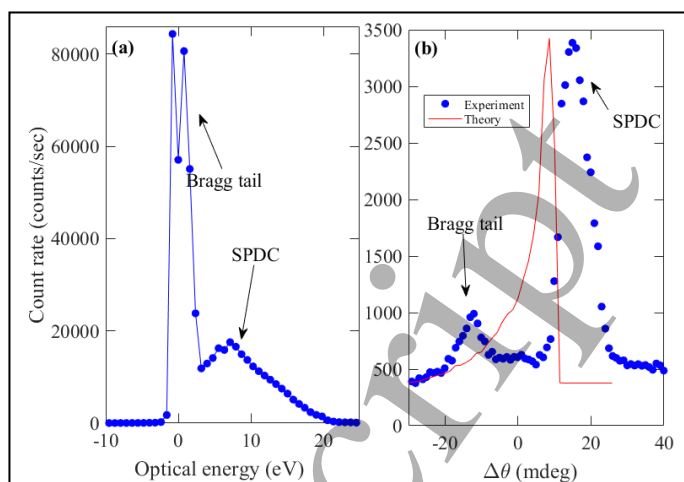 (a)
80000
60000
40000
20000
0
-10
0
10
20
Count rate (counts/sec)
Optical energy (eV)
Bragg tail
SPDC
(b)
3500
3000
2500
2000
1500
1000
500
0
-20
0
20
40
Δθ (mdeg)
Experiment
Theory
SPDC
Bragg tail